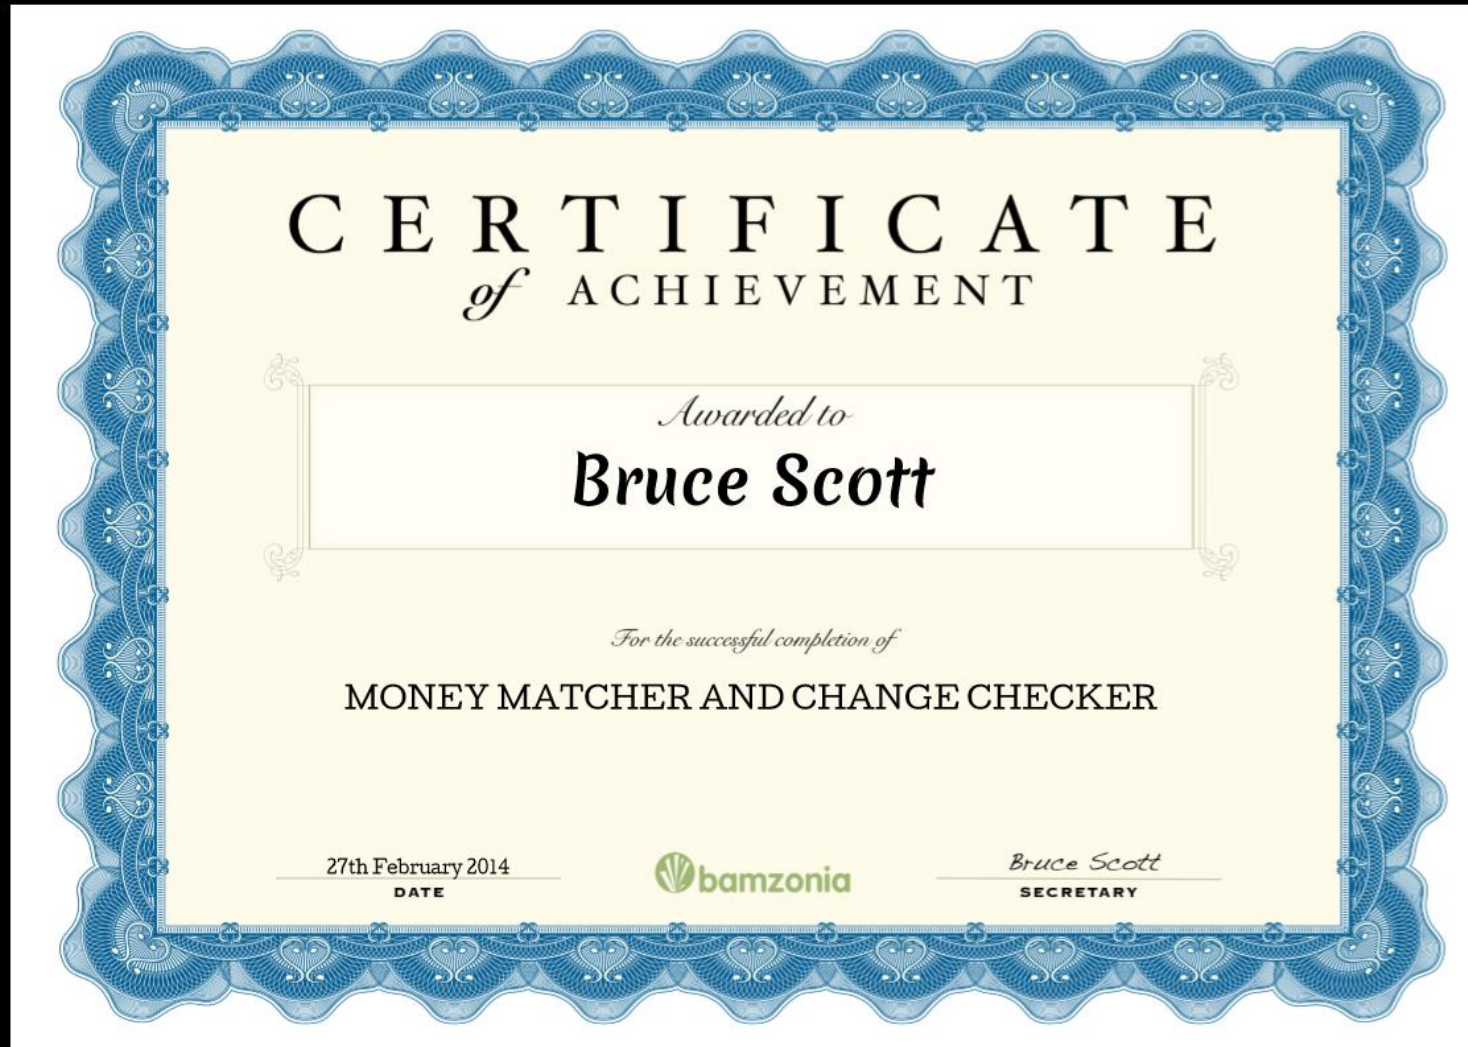 CERTIFICATE
of ACHIEVEMENT
Awarded to
Bruce Scott
For the successful completion of
MONEY MATCHER AND CHANGE CHECKER
27th February 2014
DATE
bamzonia
Bruce Scott
SECRETARY